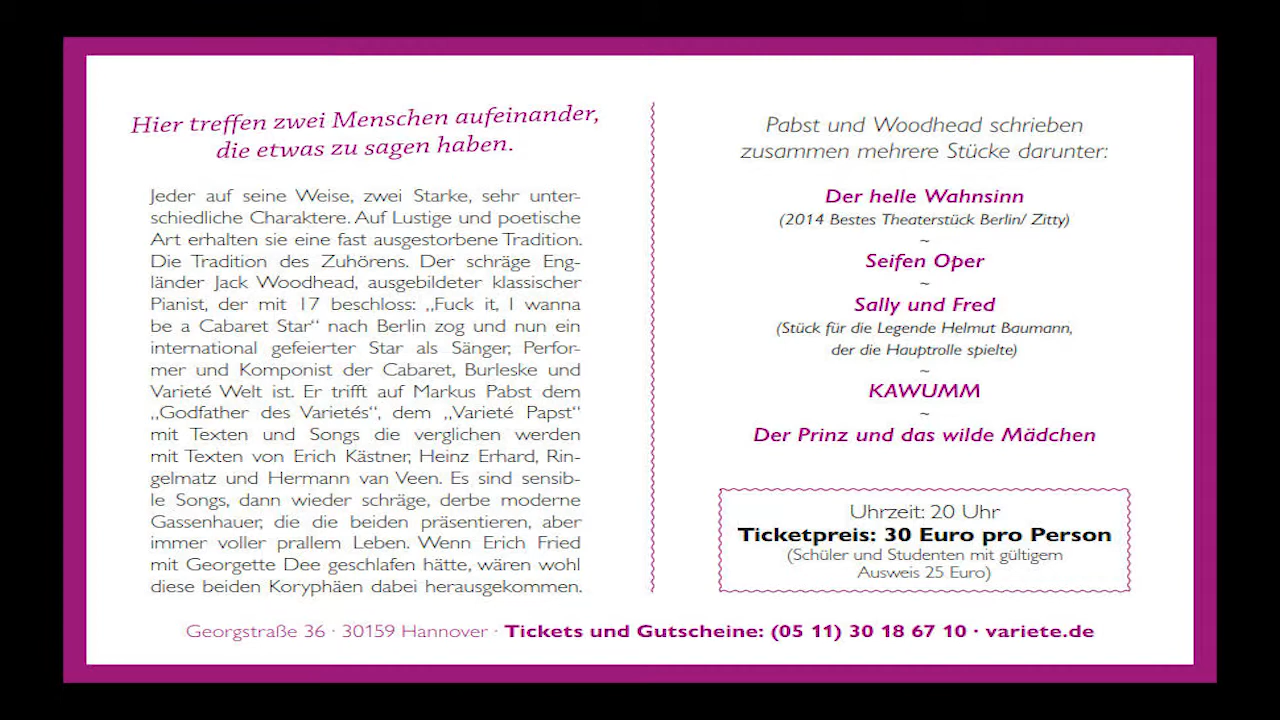 Hier treffen zwei Menschen aufeinander,
die etwas zu sagen haben.
Jeder auf seine Weise, zwei Starke, sehr unter-
schiedliche Charaktere. Auf Lustige und poetische
Art erhalten sie eine fast ausgestorbene Tradition.
Die Tradition des Zuhörens. Der schräge Eng-
länder Jack Woodhead, ausgebildeter klassischer
Pianist, der mit 17 beschloss: „Fuck it, I wanna
be a Cabaret Star“ nach Berlin zog und nun ein
international gefeierter Star als Sänger, Perfor-
mer und Komponist der Cabaret, Burleske und
Varieté Welt ist. Er trifft auf Markus Pabst dem
„Godfather des Varietés“, dem „Varieté Papst“
mit Texten und Songs die verglichen werden
mit Texten von Erich Kästner, Heinz Erhard, Rin-
gelmatz und Hermann van Veen. Es sind sensib-
le Songs, dann wieder schräge, derbe moderne
Gassenhauer, die die beiden präsentieren, aber
immer voller prallem Leben. Wenn Erich Fried
mit Georgette Dee geschlafen hätte, wären wohl
diese beiden Koryphäen dabei herausgekommen.
Pabst und Woodhead schrieben
zusammen mehrere Stücke darunter:
Der helle Wahnsinn
(2014 Bestes Theaterstück Berlin/ Zitty)
~
Seifen Oper
~
Sally und Fred
(Stück für die Legende Helmut Baumann,
der die Hauptrolle spielte)
~
KAWUMM
~
Der Prinz und das wilde Mädchen
Uhrzeit: 20 Uhr
Ticketpreis: 30 Euro pro Person
(Schüler und Studenten mit gültigem
Ausweis 25 Euro)
Georgstraße 36 · 30159 Hannover · Tickets und Gutscheine: (05 11) 30 18 67 10 · variete.de